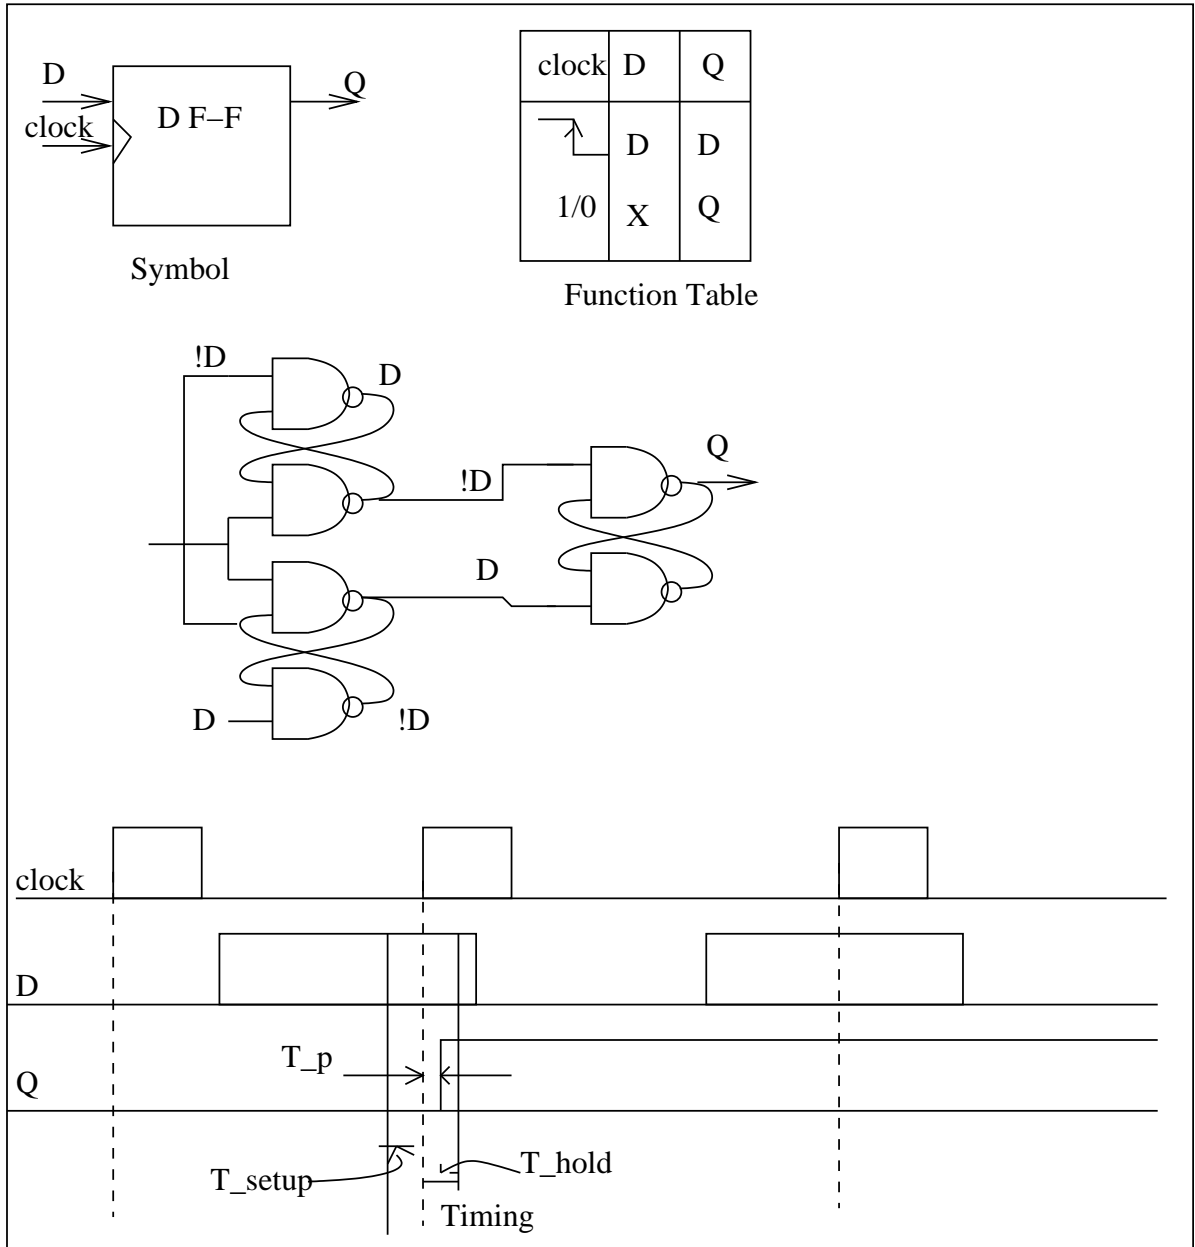 D
Q
clock
D F–F
Symbol
clock D Q
D D
1/0 X Q
Function Table
!D
D
!D
Q
D
D
!D
clock
D
T_p
Q
T_setup
T_hold
Timing